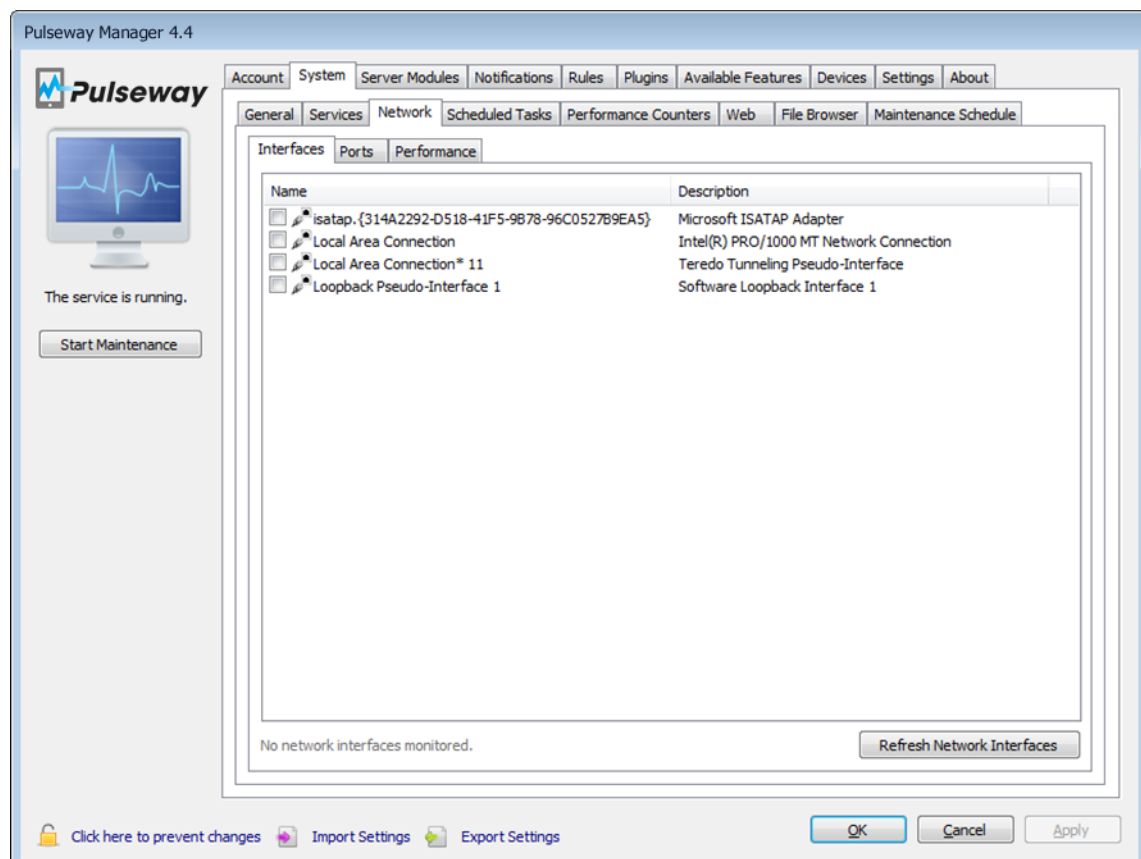 Pulseway Manager 4.4
Pulseway
Account System Server Modules Notifications Rules Plugins Available Features Devices Settings About
General Services Network Scheduled Tasks Performance Counters Web File Browser Maintenance Schedule
Interfaces Ports Performance
Name Description
isatap.{314A2292-D518-41F5-9B78-96C0527B9EA5} Microsoft ISATAP Adapter
Local Area Connection Intel(R) PRO/1000 MT Network Connection
Local Area Connection* 11 Teredo Tunneling Pseudo-Interface
Loopback Pseudo-Interface 1 Software Loopback Interface 1
The service is running.
Start Maintenance
No network interfaces monitored. Refresh Network Interfaces
Click here to prevent changes Import Settings Export Settings OK Cancel Apply